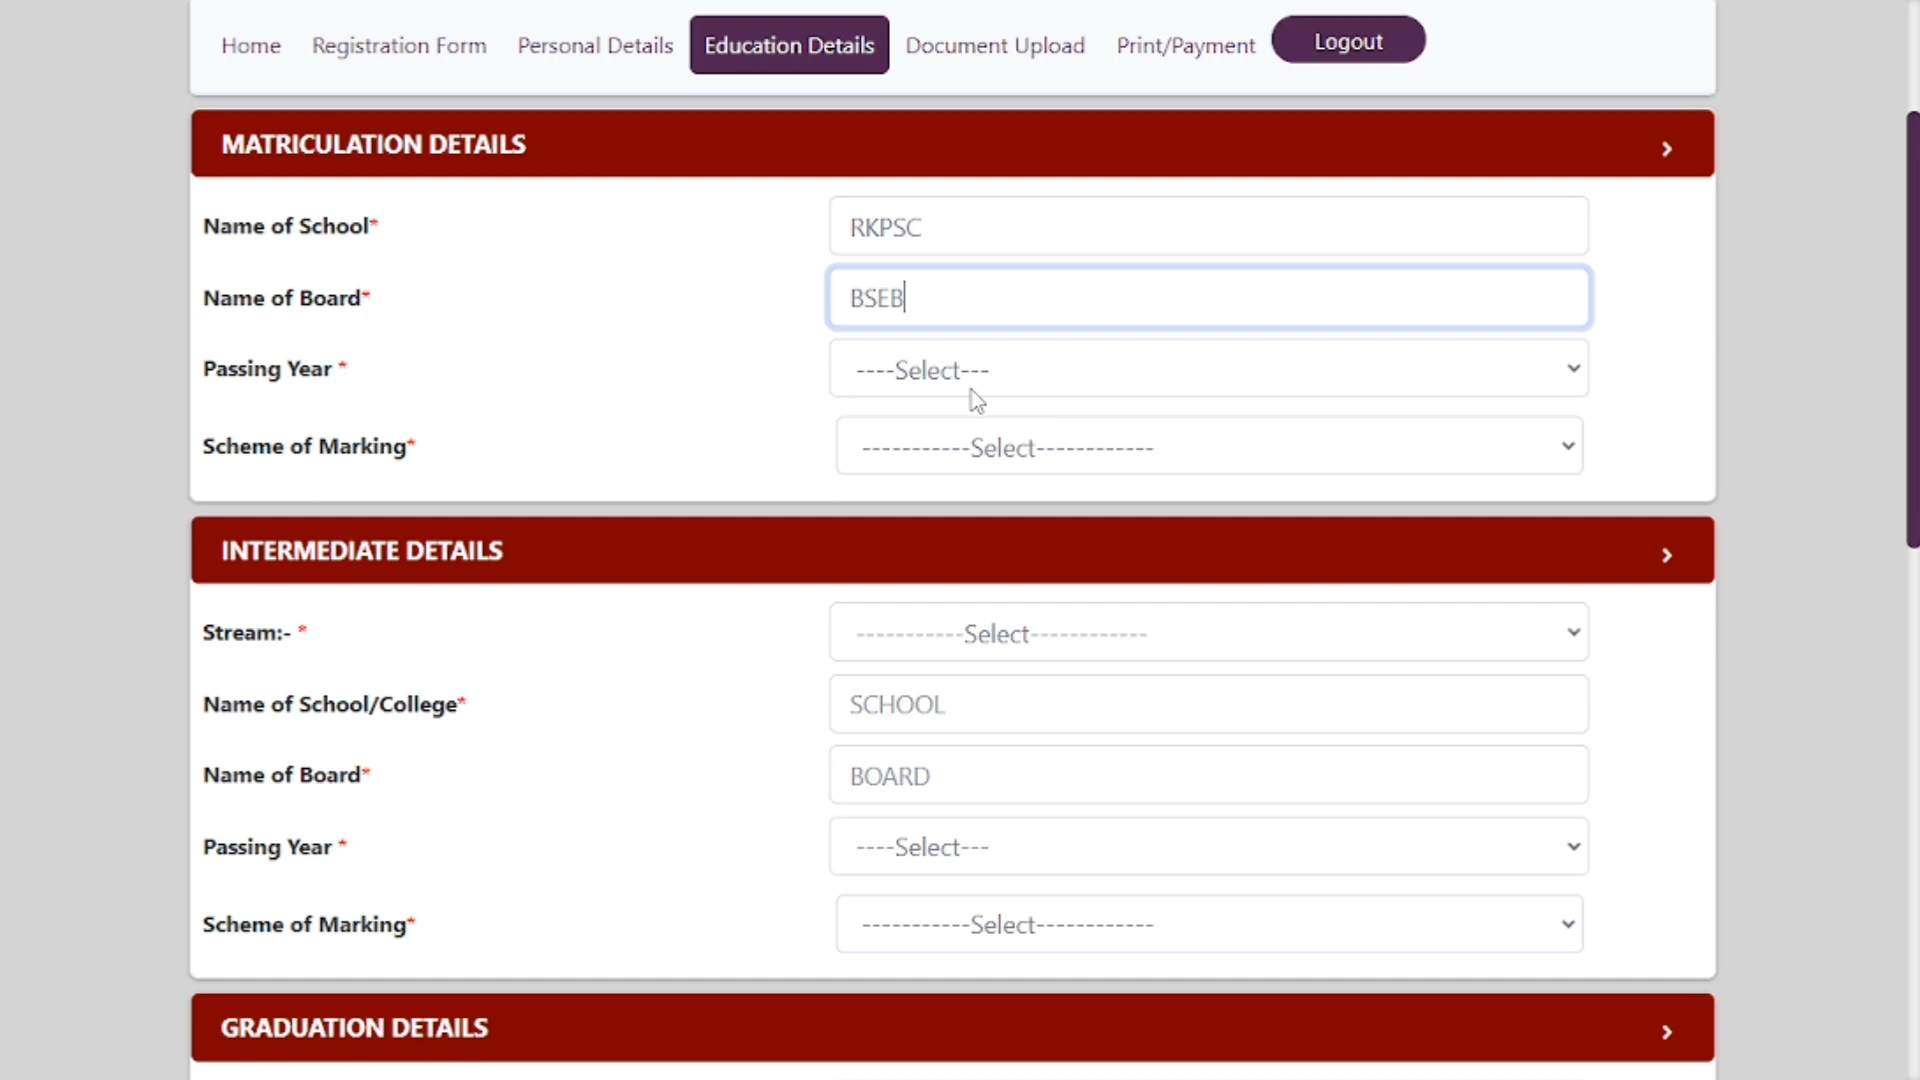 Home Registration Form Personal Details Education Details Document Upload Print/Payment Logout
MATRICULATION DETAILS
Name of School* RKPSC
Name of Board* BSEB
Passing Year * ----Select---
Scheme of Marking* -----------Select------------
INTERMEDIATE DETAILS
Stream:- * -----------Select------------
Name of School/College* SCHOOL
Name of Board* BOARD
Passing Year * ----Select---
Scheme of Marking* -----------Select------------
GRADUATION DETAILS